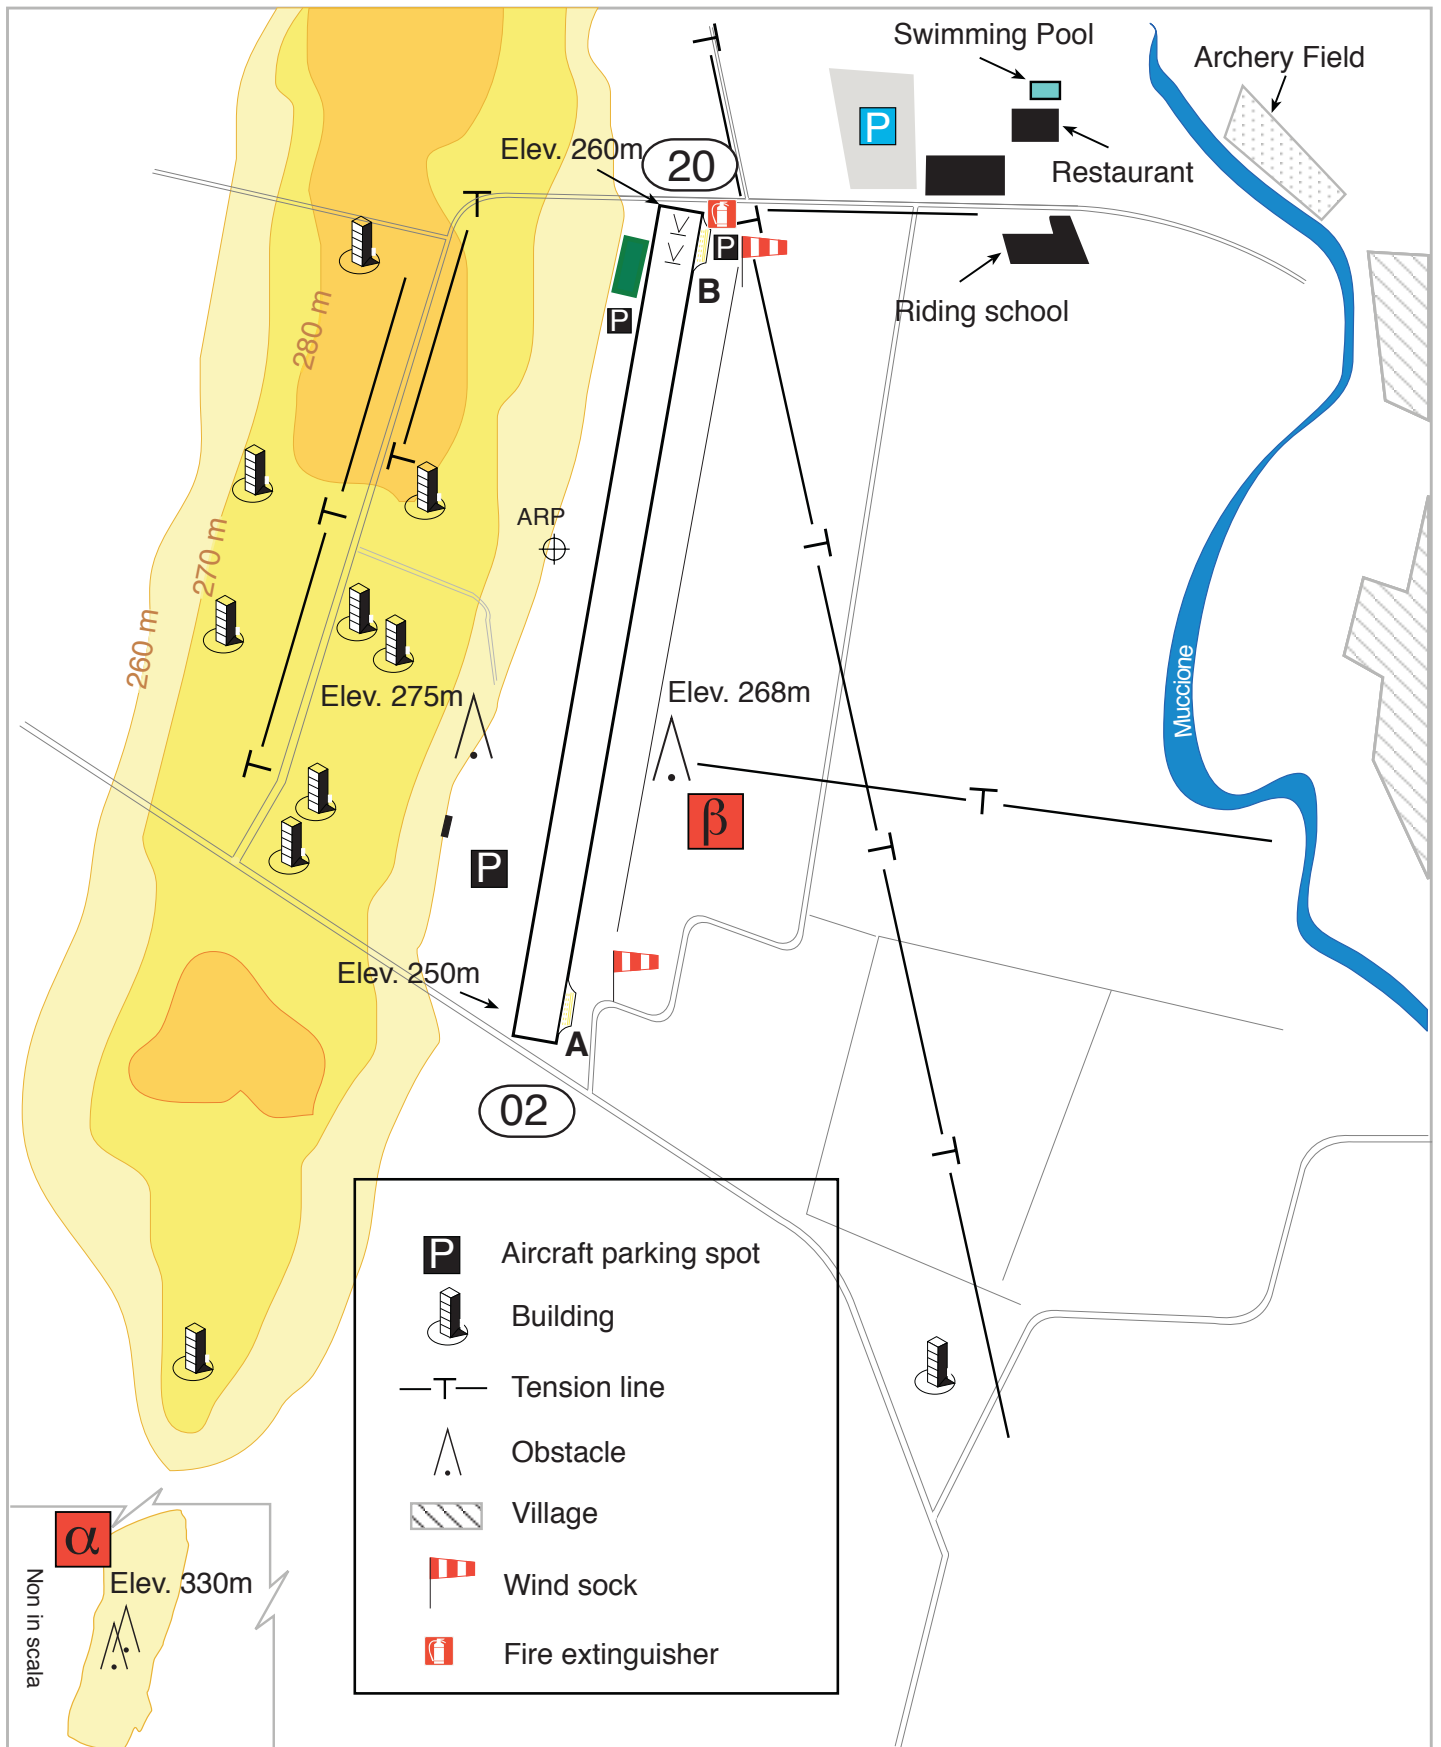 Swimming Pool
Archery Field
P
Elev. 260m
20
Restaurant
P
B
Riding school
P
280 m
ARP
270 m
260 m
Elev. 275m
Elev. 268m
Muccione
β
P
Elev. 250m
A
02
P Aircraft parking spot
Building
T Tension line
Obstacle
Village
Wind sock
Fire extinguisher
α
Elev. 330m
Non in scala